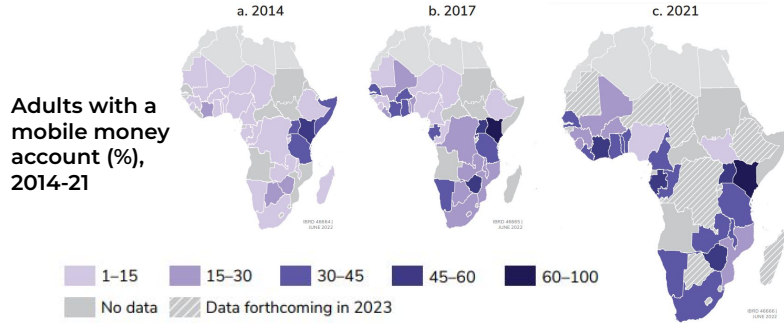 a. 2014
b. 2017
c. 2021
Adults with a
mobile money
account (%),
2014-21
IBRD 46664 |
JUNE 2022
IBRD 46665 |
JUNE 2022
IBRD 46666 |
JUNE 2022
1–15
15–30
30–45
45–60
60–100
No data
Data forthcoming in 2023